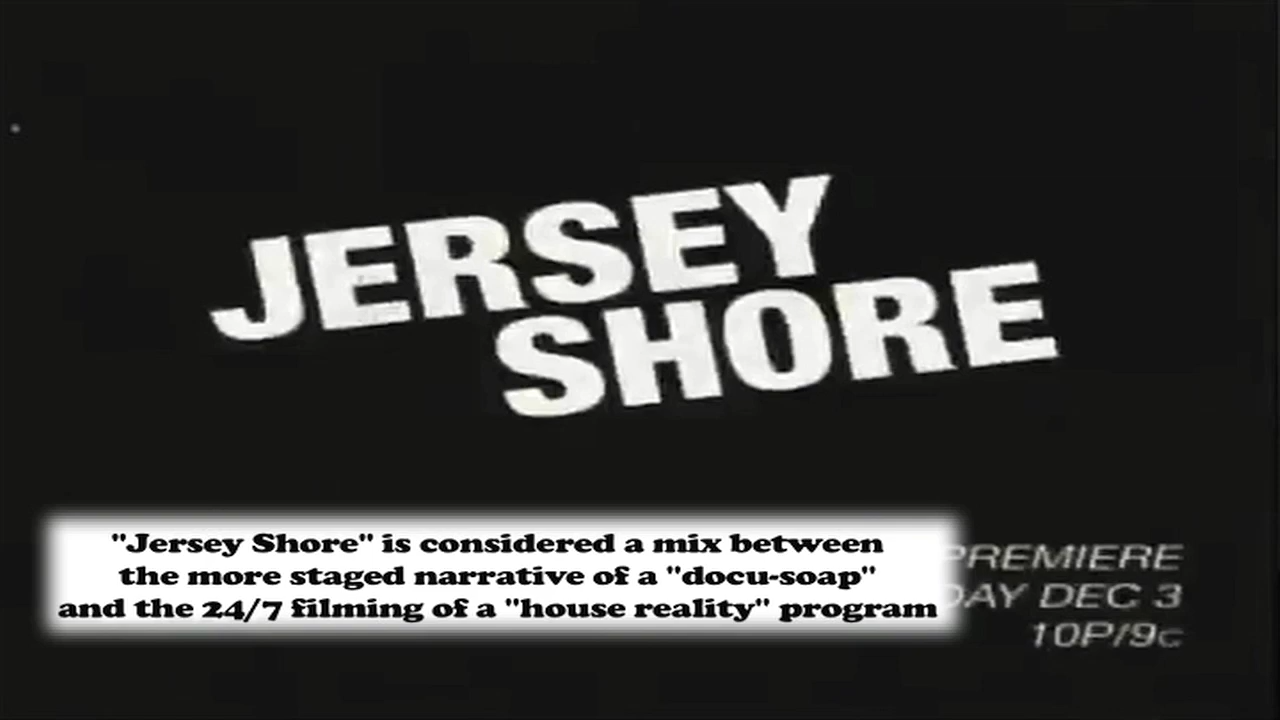 JERSEY
SHORE
"Jersey Shore" is considered a mix between
the more staged narrative of a "docu-soap"
and the 24/7 filming of a "house reality" program
PREMIERE
DEC 3
10P/9c